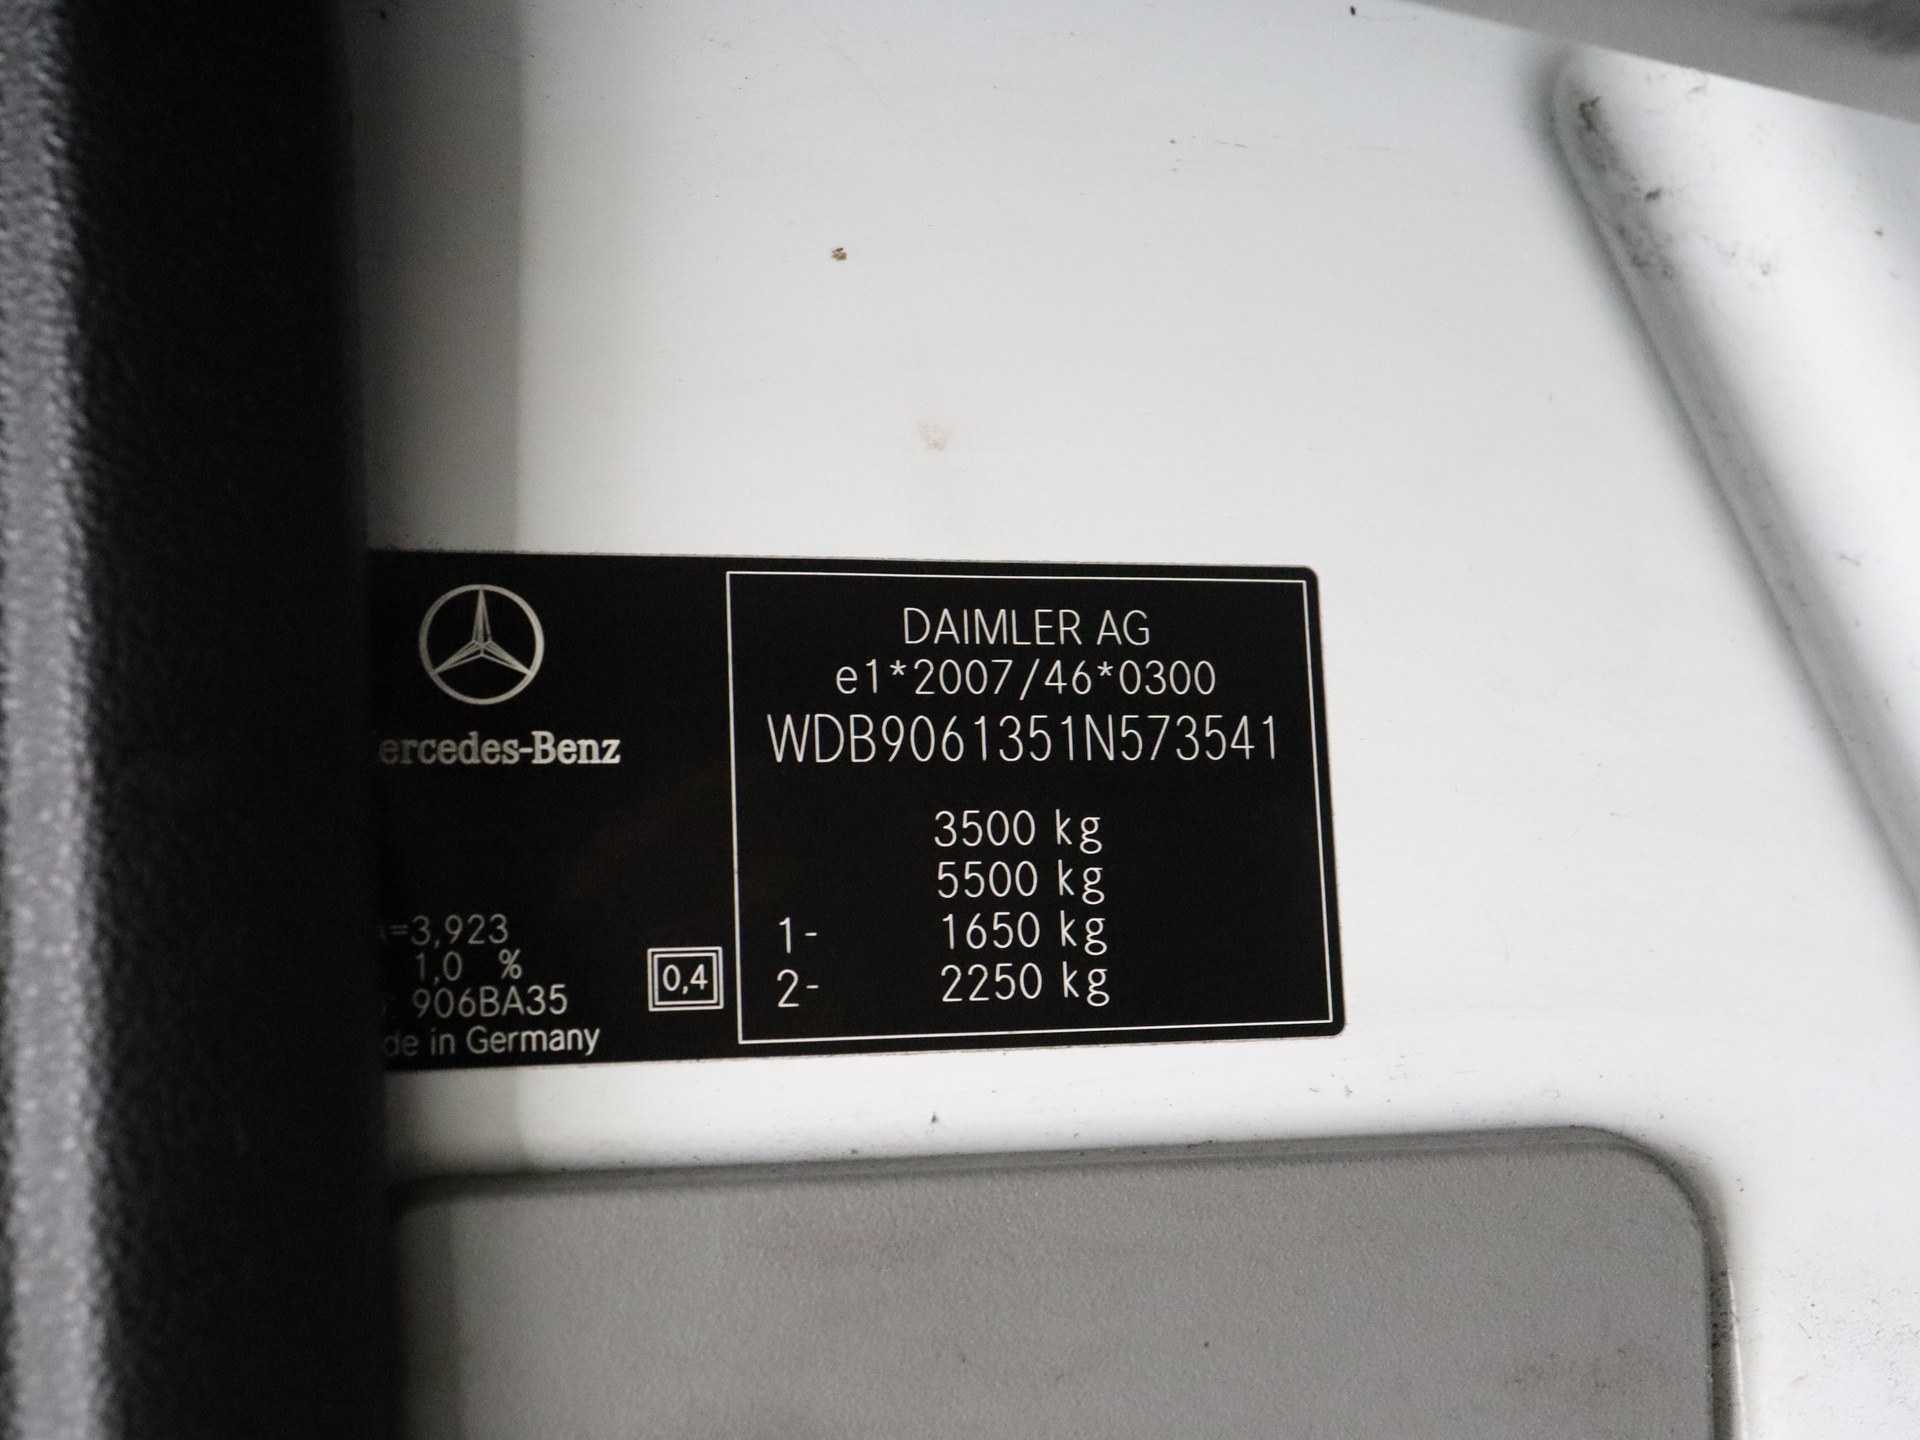 ercedes-Benz
=3,923
1,0 %
906BA35
de in Germany
0,4
DAIMLER AG
e1*2007/46*0300
WDB9061351N573541
3500 kg
5500 kg
1- 1650 kg
2- 2250 kg